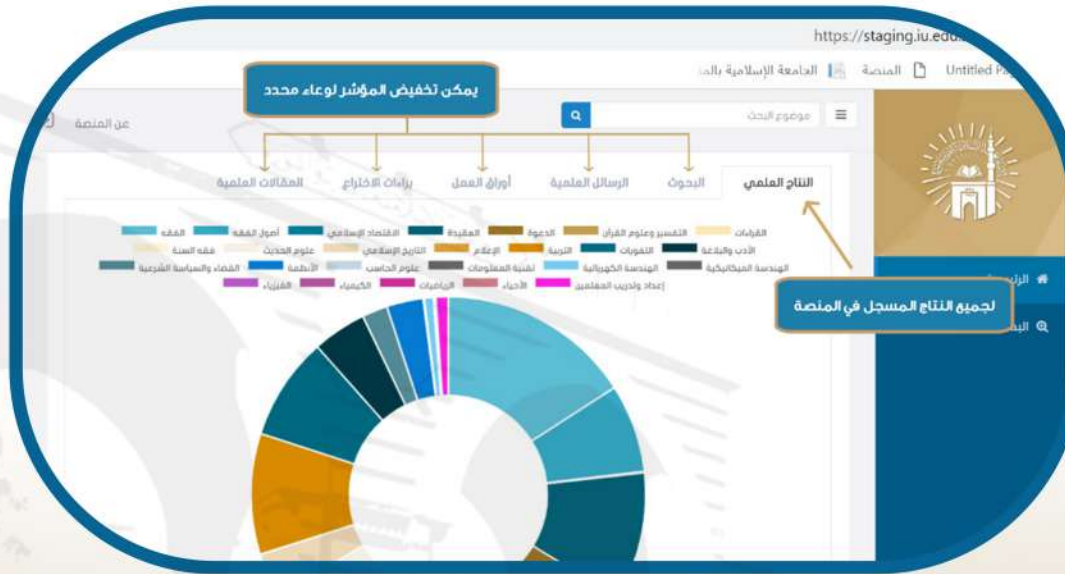 https://staging.iu.edu.
Untitled P
المنصة
الجامعة الإسلامية بالمد
يمكن تخفيض المؤشر لوعاء محدد
موضوع البحث
عن المنصة
النتاج العلمي البحوث الرسائل العلمية أوراق العمل براءات الاختراع المقالات العلمية
القراءات التفسير وعلوم القرآن الدعوة العقيدة الاقتصاد الإسلامي أصول الفقه الفقه
الأدب والبلاغة اللغويات التربية الإعلام التاريخ الإسلامي علوم الحديث فقه السنة
الهندسة الميكانيكية الهندسة الكهربائية تقنية المعلومات علوم الحاسب الأنظمة القضاء والسياسة الشرعية
إعداد وتدريب المعلمين الأحياء الرياضيات الكيمياء الفيزياء
لجميع النتاج المسجل في المنصة